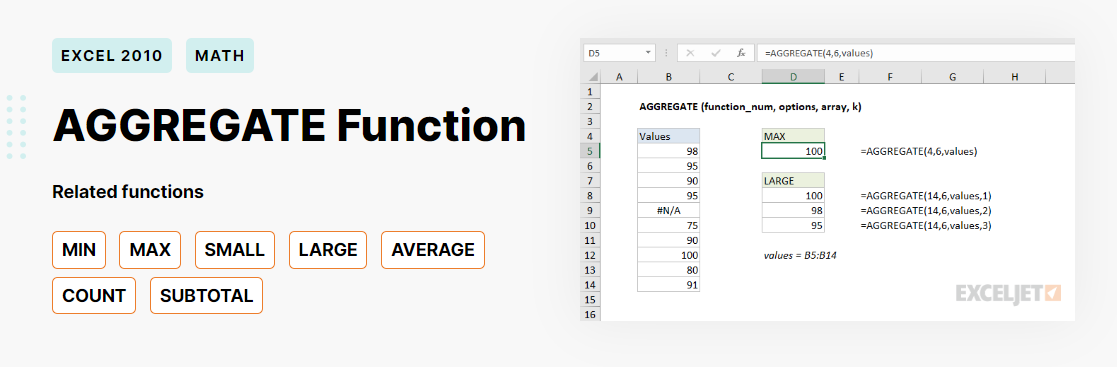 EXCEL 2010 MATH
AGGREGATE Function
Related functions
MIN MAX SMALL LARGE AVERAGE
COUNT SUBTOTAL
D5 fx =AGGREGATE(4,6,values)
A B C D E F G H
1
2 AGGREGATE (function_num, options, array, k)
3
4 Values MAX
5 98 100 =AGGREGATE(4,6,values)
6 95
7 90 LARGE
8 95 100 =AGGREGATE(14,6,values,1)
9 #N/A 98 =AGGREGATE(14,6,values,2)
10 75 95 =AGGREGATE(14,6,values,3)
11 90
12 100 values = B5:B14
13 80
14 91
15 EXCELJET
16